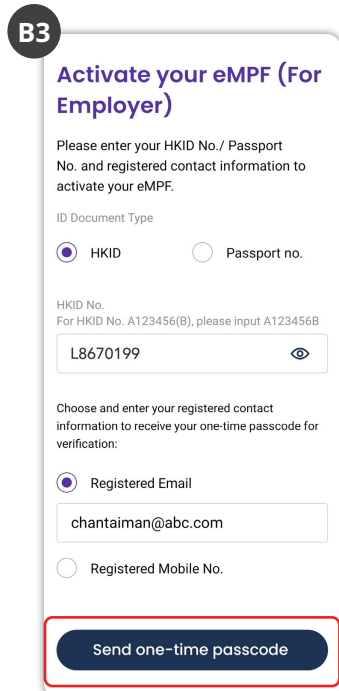 B3
Activate your eMPF (For
Employer)
Please enter your HKID No./ Passport
No. and registered contact information to
activate your eMPF.
ID Document Type
HKID
Passport no.
HKID No.
For HKID No. A123456(B), please input A123456B
L8670199
Choose and enter your registered contact
information to receive your one-time passcode for
verification:
Registered Email
chantaiman@abc.com
Registered Mobile No.
Send one-time passcode